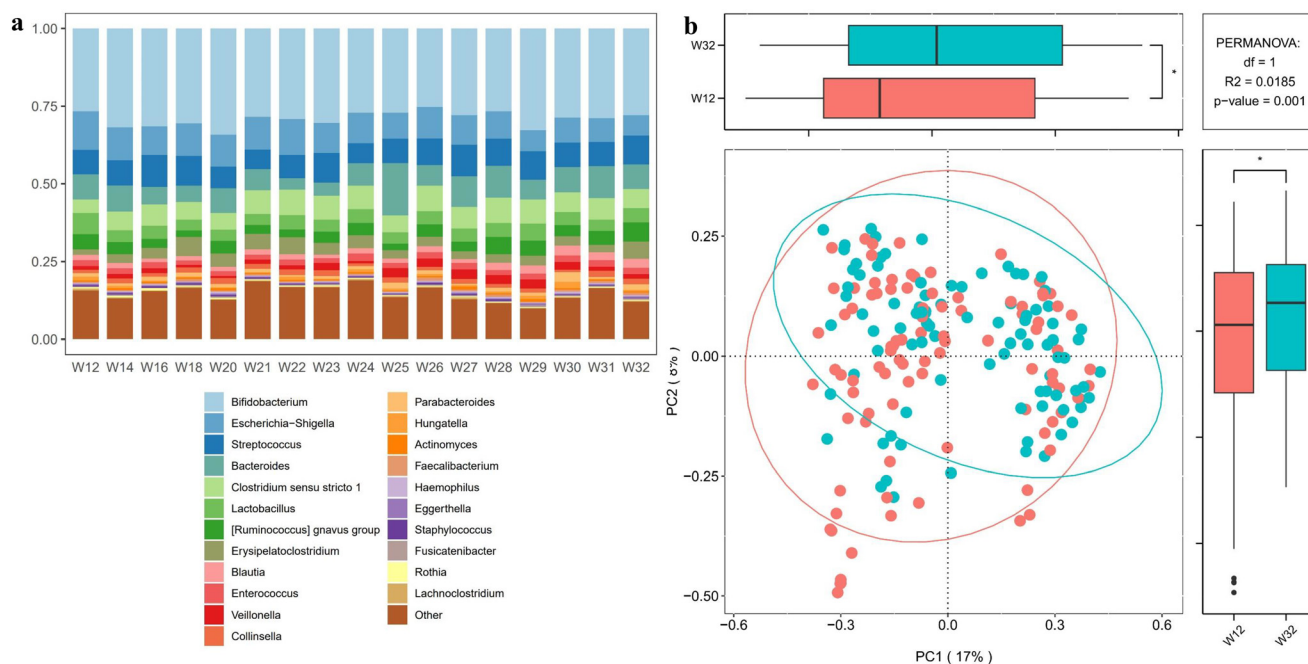 a
1.00
0.75
0.50
0.25
0.00
W12 W14 W16 W18 W20 W21 W22 W23 W24 W25 W26 W27 W28 W29 W30 W31 W32
Bifidobacterium
Escherichia−Shigella
Streptococcus
Bacteroides
Clostridium sensu stricto 1
Lactobacillus
[Ruminococcus] gnavus group
Erysipelatoclostridium
Blautia
Enterococcus
Veillonella
Collinsella
Parabacteroides
Hungatella
Actinomyces
Faecalibacterium
Haemophilus
Eggerthella
Staphylococcus
Fusicatenibacter
Rothia
Lachnoclostridium
Other
b
W32
W12
*
PERMANOVA:
df = 1
R2 = 0.0185
p−value = 0.001
PC2 ( 8%)
0.25
0.00
−0.25
−0.50
−0.6 −0.3 0.0 0.3 0.6
PC1 ( 17%)
*
W12 W32